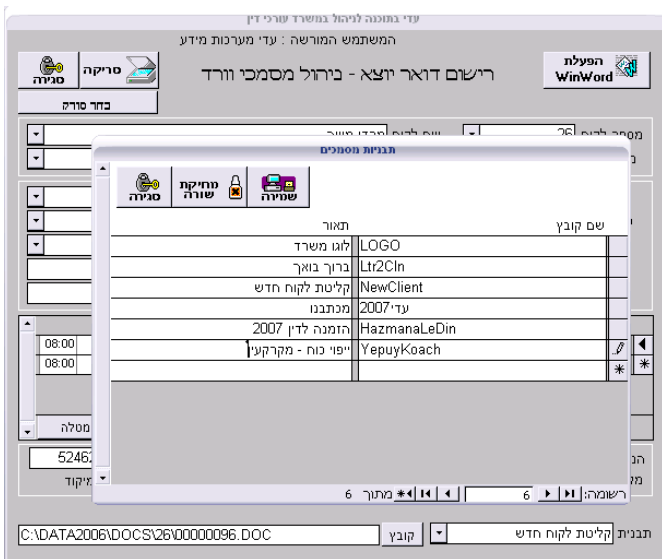 עדי בתוכנה לניהול במשרד עורכי דין
המשתמש המורשה : עדי מערכות מידע
הפעלת
WinWord
רישום דואר יוצא - ניהול מסמכי וורד
סריקה
סגירה
בחר סורק
26
תבניות מסמכים
שמירה
מחיקת
שורה
סגירה
שם קובץ תאור
LOGO לוגו משרד
Ltr2Cln ברוך בואך
NewClient קליטת לקוח חדש
עדי2007 מכתבנו
HazmanaLeDin הזמנה לדין 2007
YepuyKoach ייפוי כוח - מקרקעין
08:00
08:00
מטלה
5246
מיקוד
רשומה: 6 מתוך 6
תבנית קליטת לקוח חדש
קובץ
C:\DATA2006\DOCS\26\00000096.DOC